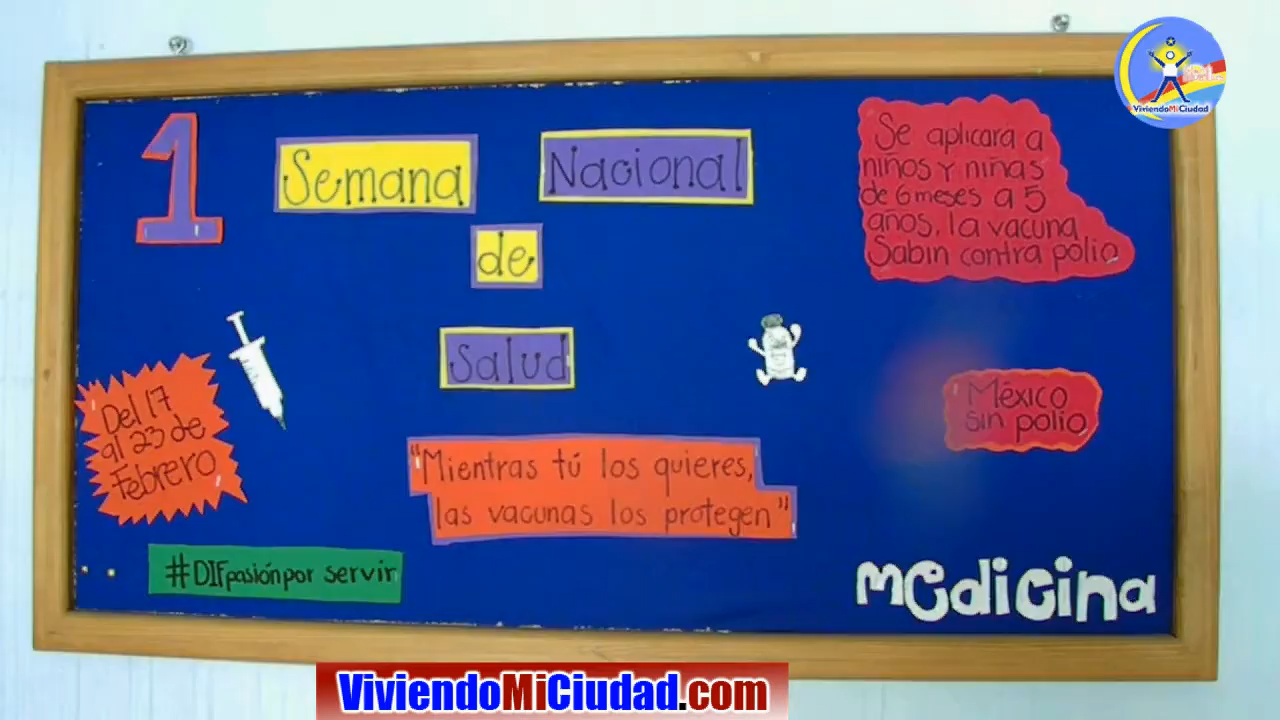 1
Semana Nacional
de
Salud
Se aplicara a
niños y niñas
de 6 meses a 5
años, la vacuna
Sabin contra polio
México
sin polio
Del 17
al 23 de
Febrero
"Mientras tú los quieres,
las vacunas los protegen"
#DIFpasiónpor servir
medicina
ViviendoMiCiudad
ViviendoMiCiudad.com